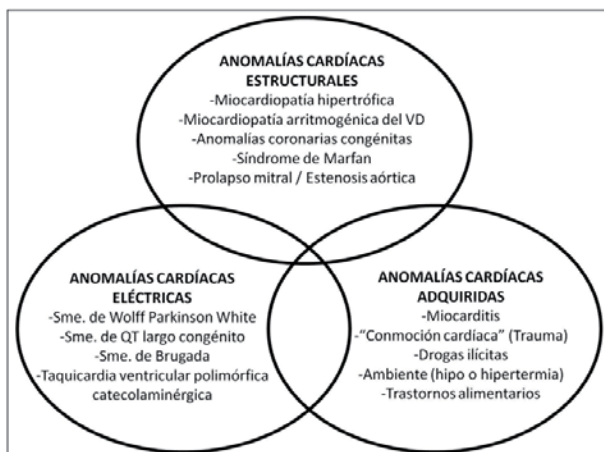 ANOMALÍAS CARDÍACAS
ESTRUCTURALES
-Miocardiopatía hipertrófica
-Miocardiopatía arritmogénica del VD
-Anomalías coronarias congénitas
-Síndrome de Marfan
-Prolapso mitral / Estenosis aórtica
ANOMALÍAS CARDÍACAS
ELÉCTRICAS
-Sme. de Wolff Parkinson White
-Sme. de QT largo congénito
-Sme. de Brugada
-Taquicardia ventricular polimórfica
catecolaminérgica
ANOMALÍAS CARDÍACAS
ADQUIRIDAS
-Miocarditis
-“Conmoción cardíaca” (Trauma)
-Drogas ilícitas
-Ambiente (hipo o hipertermia)
-Trastornos alimentarios